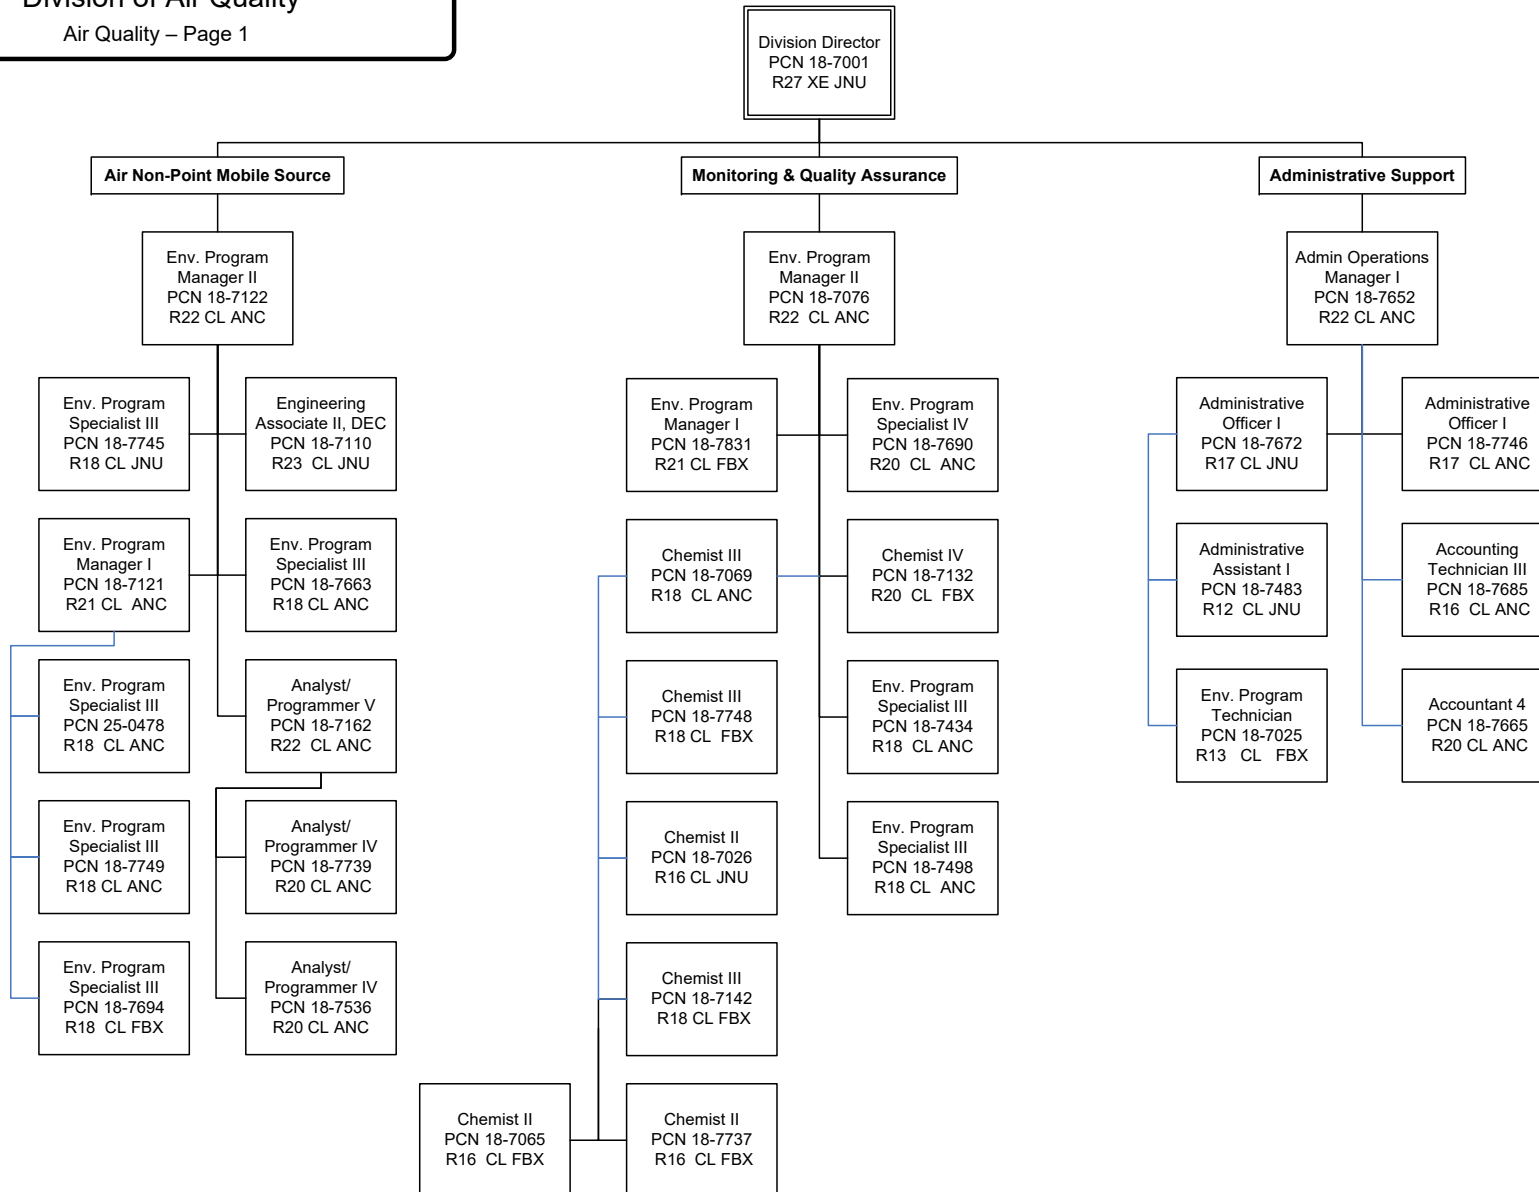 Division of Air Quality
Air Quality – Page 1
Division Director
PCN 18-7001
R27 XE JNU
Air Non-Point Mobile Source
Monitoring & Quality Assurance
Administrative Support
Env. Program
Manager II
PCN 18-7122
R22 CL ANC
Env. Program
Manager II
PCN 18-7076
R22 CL ANC
Admin Operations
Manager I
PCN 18-7652
R22 CL ANC
Env. Program
Specialist III
PCN 18-7745
R18 CL JNU
Engineering
Associate II, DEC
PCN 18-7110
R23 CL JNU
Env. Program
Manager I
PCN 18-7831
R21 CL FBX
Env. Program
Specialist IV
PCN 18-7690
R20 CL ANC
Administrative
Officer I
PCN 18-7672
R17 CL JNU
Administrative
Officer I
PCN 18-7746
R17 CL ANC
Env. Program
Manager I
PCN 18-7121
R21 CL ANC
Env. Program
Specialist III
PCN 18-7663
R18 CL ANC
Chemist III
PCN 18-7069
R18 CL ANC
Chemist IV
PCN 18-7132
R20 CL FBX
Administrative
Assistant I
PCN 18-7483
R12 CL JNU
Accounting
Technician III
PCN 18-7685
R16 CL ANC
Env. Program
Specialist III
PCN 25-0478
R18 CL ANC
Analyst/
Programmer V
PCN 18-7162
R22 CL ANC
Chemist III
PCN 18-7748
R18 CL FBX
Env. Program
Specialist III
PCN 18-7434
R18 CL ANC
Env. Program
Technician
PCN 18-7025
R13 CL FBX
Accountant 4
PCN 18-7665
R20 CL ANC
Env. Program
Specialist III
PCN 18-7749
R18 CL ANC
Analyst/
Programmer IV
PCN 18-7739
R20 CL ANC
Chemist II
PCN 18-7026
R16 CL JNU
Env. Program
Specialist III
PCN 18-7498
R18 CL ANC
Env. Program
Specialist III
PCN 18-7694
R18 CL FBX
Analyst/
Programmer IV
PCN 18-7536
R20 CL ANC
Chemist III
PCN 18-7142
R18 CL FBX
Chemist II
PCN 18-7065
R16 CL FBX
Chemist II
PCN 18-7737
R16 CL FBX